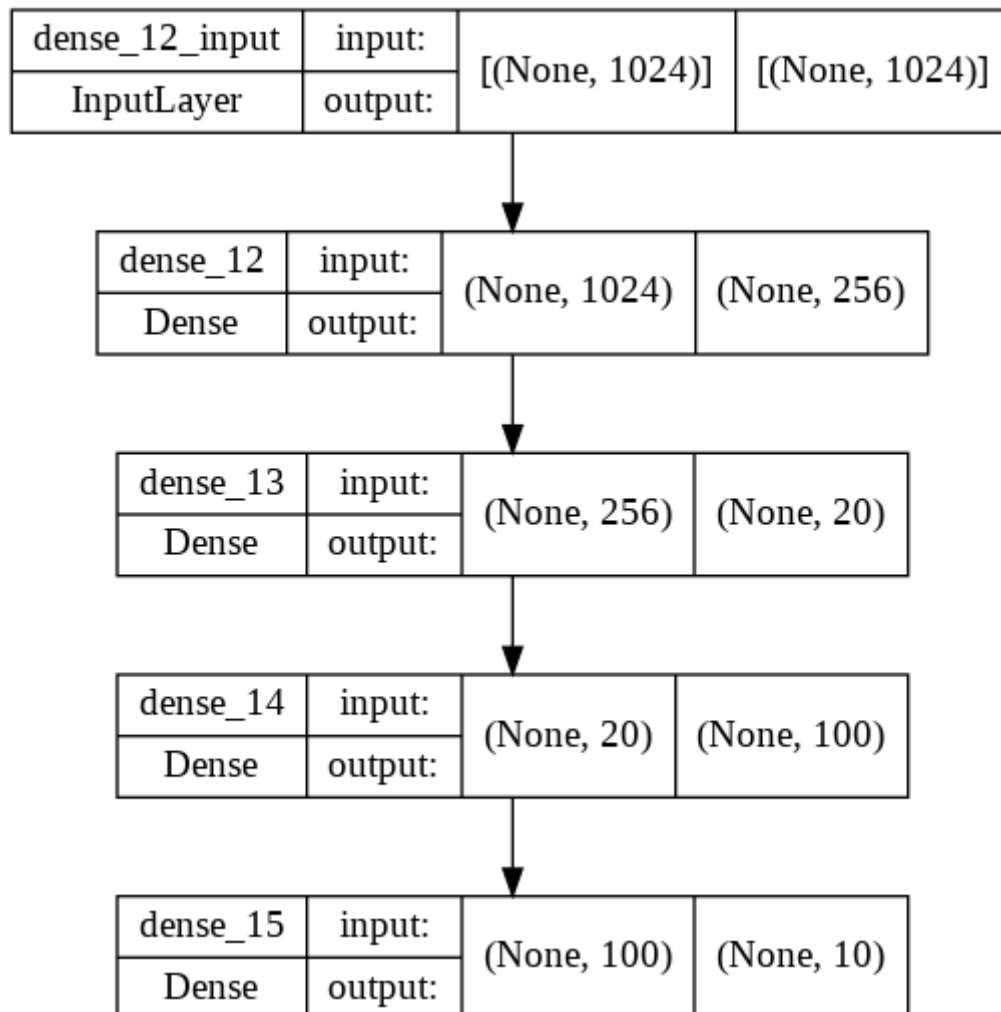 dense_12_input input: [(None, 1024)] [(None, 1024)]
InputLayer output:
dense_12 input: (None, 1024) (None, 256)
Dense output:
dense_13 input: (None, 256) (None, 20)
Dense output:
dense_14 input: (None, 20) (None, 100)
Dense output:
dense_15 input: (None, 100) (None, 10)
Dense output: